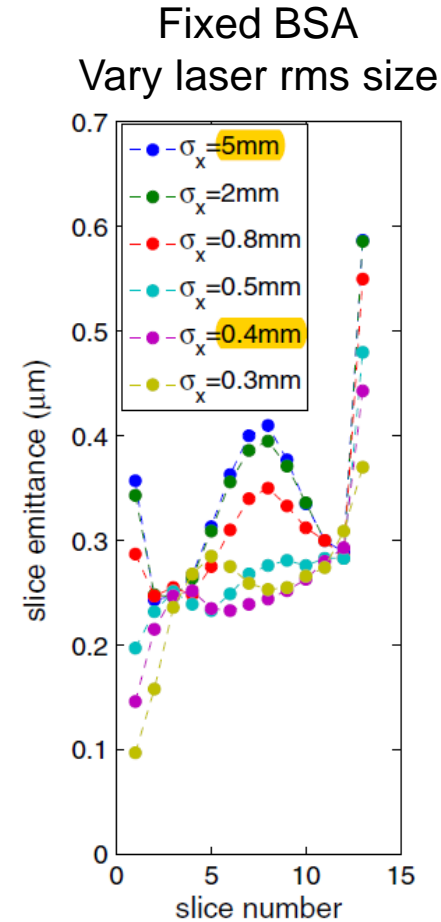 Fixed BSA
Vary laser rms size
0.7
0.6
0.5
0.4
0.3
0.2
0.1
0
σx=5mm
σx=2mm
σx=0.8mm
σx=0.5mm
σx=0.4mm
σx=0.3mm
slice emittance (μm)
0 5 10 15
slice number